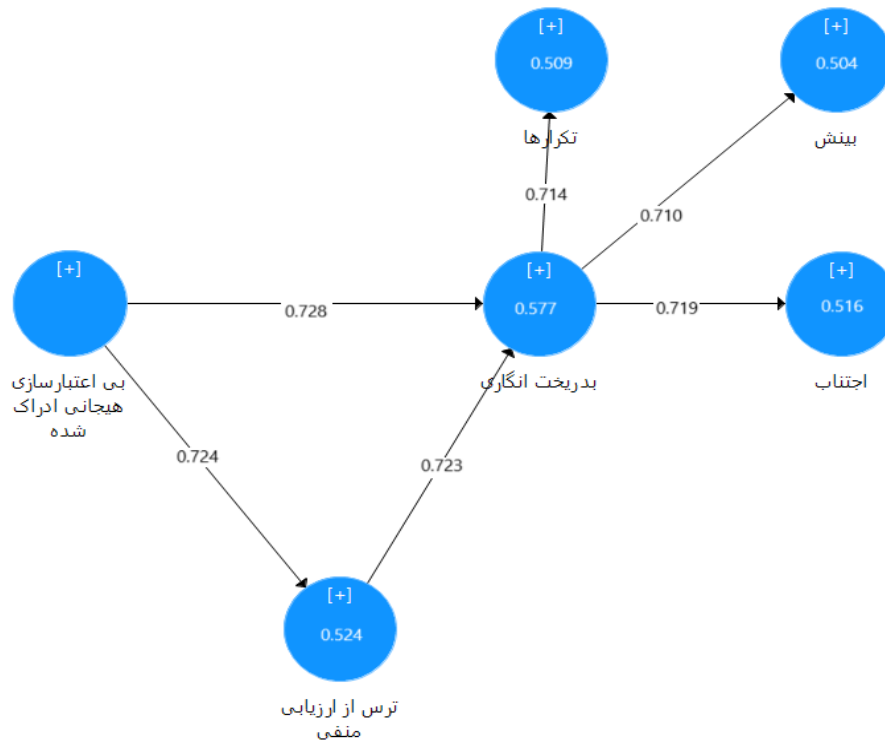 [+]
0.509
تکرارها
[+]
0.504
بینش
0.714
0.710
[+]
بی اعتبارسازی
هیجانی ادراک
شده
0.728
[+]
0.577
بدریخت انگاری
0.719
[+]
0.516
اجتناب
0.724
0.723
[+]
0.524
ترس از ارزیابی
منفی